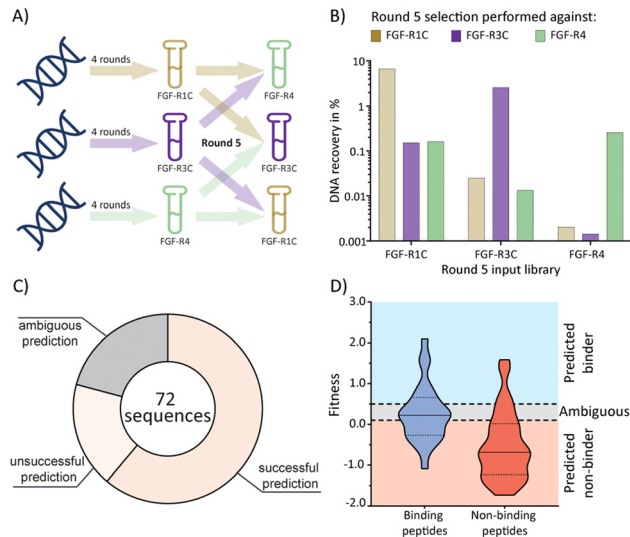 A)
4 rounds
FGF-R1C
FGF-R4
4 rounds
Round 5
FGF-R3C
FGF-R3C
4 rounds
FGF-R4
FGF-R1C
B)
Round 5 selection performed against:
FGF-R1C
FGF-R3C
FGF-R4
DNA recovery in %
10
1
0.1
0.01
0.001
FGF-R1C
FGF-R3C
FGF-R4
Round 5 input library
C)
ambiguous
prediction
72
sequences
unsuccessful
prediction
successful
prediction
D)
Fitness
3.0
2.0
1.0
0.0
-1.0
-2.0
Predicted
binder
Ambiguous
Predicted
non-binder
Binding
peptides
Non-binding
peptides